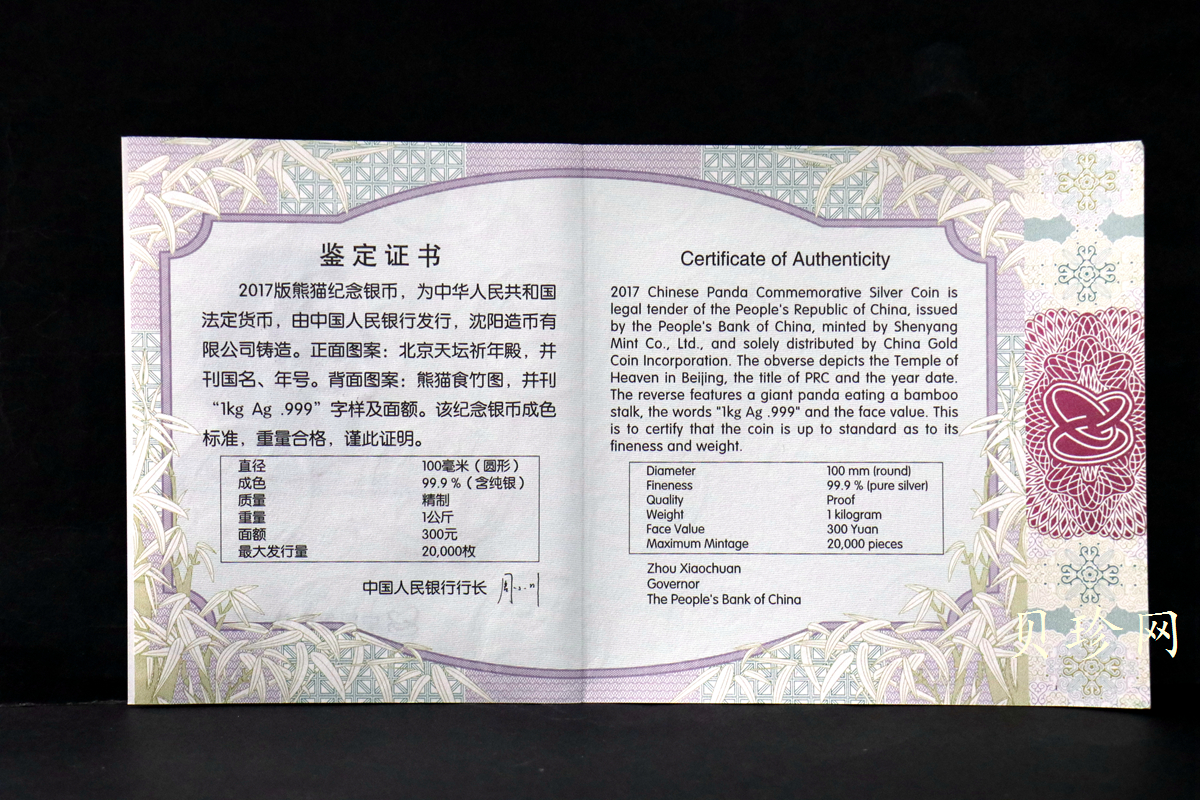 鉴定证书
2017版熊猫纪念银币，为中华人民共和国
法定货币，由中国人民银行发行，沈阳造币有
限公司铸造。正面图案：北京天坛祈年殿，并
刊国名、年号。背面图案：熊猫食竹图，并刊
“1kg Ag .999”字样及面额。该纪念银币成色
标准，重量合格，谨此证明。
直径 100毫米（圆形）
成色 99.9 %（含纯银）
质量 精制
重量 1公斤
面额 300元
最大发行量 20,000枚
中国人民银行行长
Certificate of Authenticity
2017 Chinese Panda Commemorative Silver Coin is
legal tender of the People's Republic of China, issued
by the People's Bank of China, minted by Shenyang
Mint Co., Ltd., and solely distributed by China Gold
Coin Incorporation. The obverse depicts the Temple of
Heaven in Beijing, the title of PRC and the year date.
The reverse features a giant panda eating a bamboo
stalk, the words "1kg Ag .999" and the face value. This
is to certify that the coin is up to standard as to its
fineness and weight.
Diameter 100 mm (round)
Fineness 99.9 % (pure silver)
Quality Proof
Weight 1 kilogram
Face Value 300 Yuan
Maximum Mintage 20,000 pieces
Zhou Xiaochuan
Governor
The People's Bank of China
贝珍网